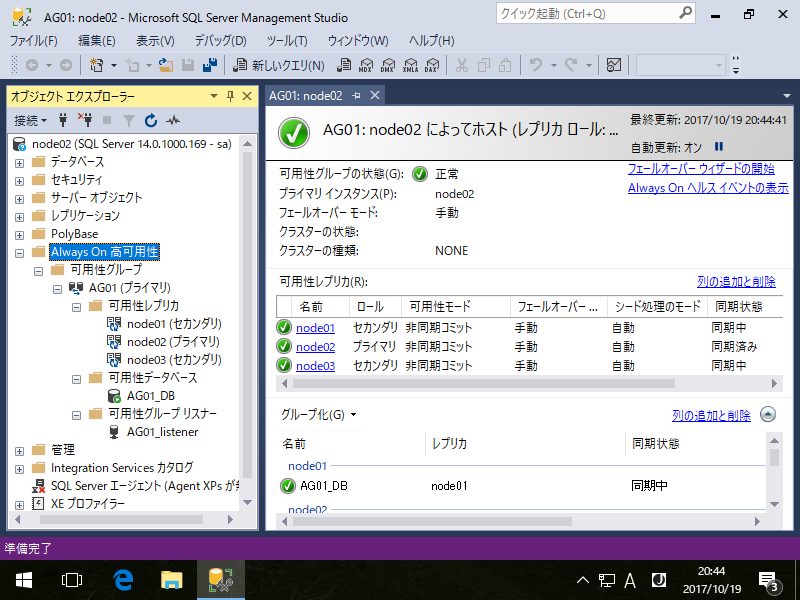 AG01: node02 - Microsoft SQL Server Management Studio
クイック起動 (Ctrl+Q)
ファイル(F) 編集(E) 表示(V) デバッグ(D) ツール(T) ウィンドウ(W) ヘルプ(H)
新しいクエリ(N) MDX DMX XMLA DAX
オブジェクト エクスプローラー
接続
node02 (SQL Server 14.0.1000.169 - sa)
データベース
セキュリティ
サーバー オブジェクト
レプリケーション
PolyBase
Always On 高可用性
可用性グループ
AG01 (プライマリ)
可用性レプリカ
node01 (セカンダリ)
node02 (プライマリ)
node03 (セカンダリ)
可用性データベース
AG01_DB
可用性グループ リスナー
AG01_listener
管理
Integration Services カタログ
SQL Server エージェント (Agent XPs が
XE プロファイラー
AG01: node02
AG01: node02 によってホスト (レプリカ ロール: ...
最終更新: 2017/10/19 20:44:41
自動更新: オン
可用性グループの状態(G): 正常
プライマリ インスタンス(P): node02
フェールオーバー モード: 手動
クラスターの状態:
クラスターの種類: NONE
フェールオーバー ウィザードの開始
Always On ヘルス イベントの表示
可用性レプリカ(R): 列の追加と削除
名前 ロール 可用性モード フェールオーバー ... シード処理のモード 同期状態
node01 セカンダリ 非同期コミット 手動 自動 同期中
node02 プライマリ 非同期コミット 手動 自動 同期済み
node03 セカンダリ 非同期コミット 手動 自動 同期中
グループ化(G) 列の追加と削除
名前 レプリカ 同期状態
node01
AG01_DB node01 同期中
node02
準備完了
A
20:44
2017/10/19
3